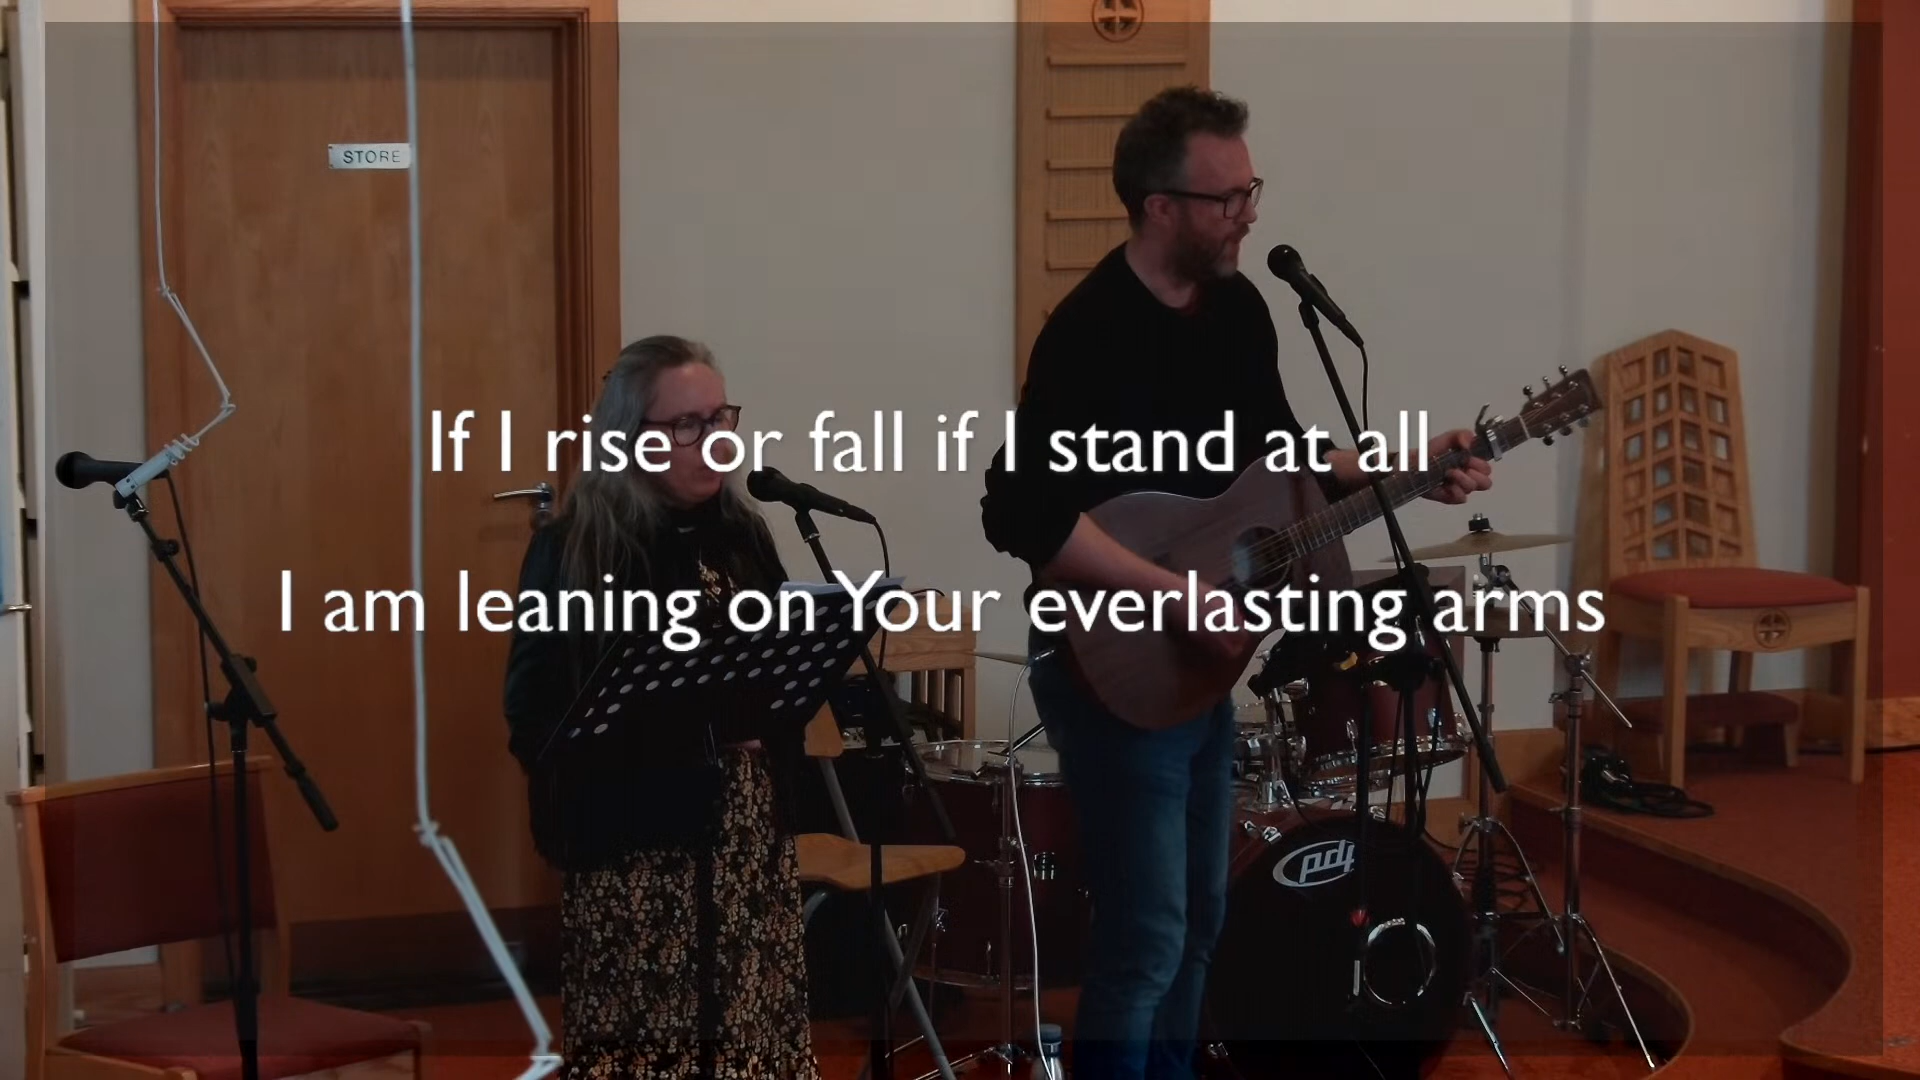 STORE
If I rise or fall if I stand at all
I am leaning on Your everlasting arms
pdp